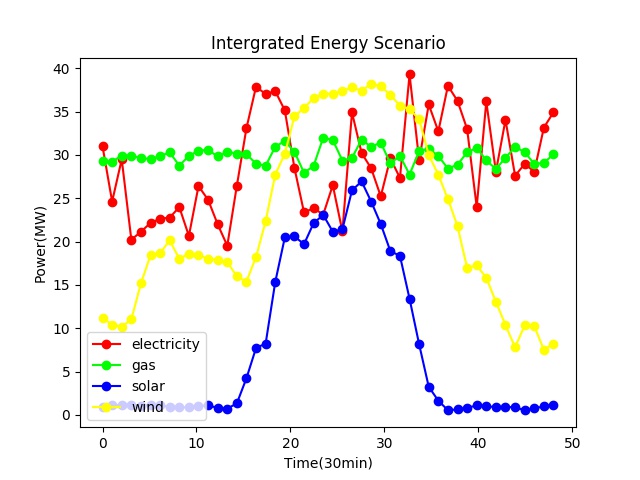 Intergrated Energy Scenario
Power(MW)
40
35
30
25
20
15
10
5
0
electricity
gas
solar
wind
0 10 20 30 40 50
Time(30min)